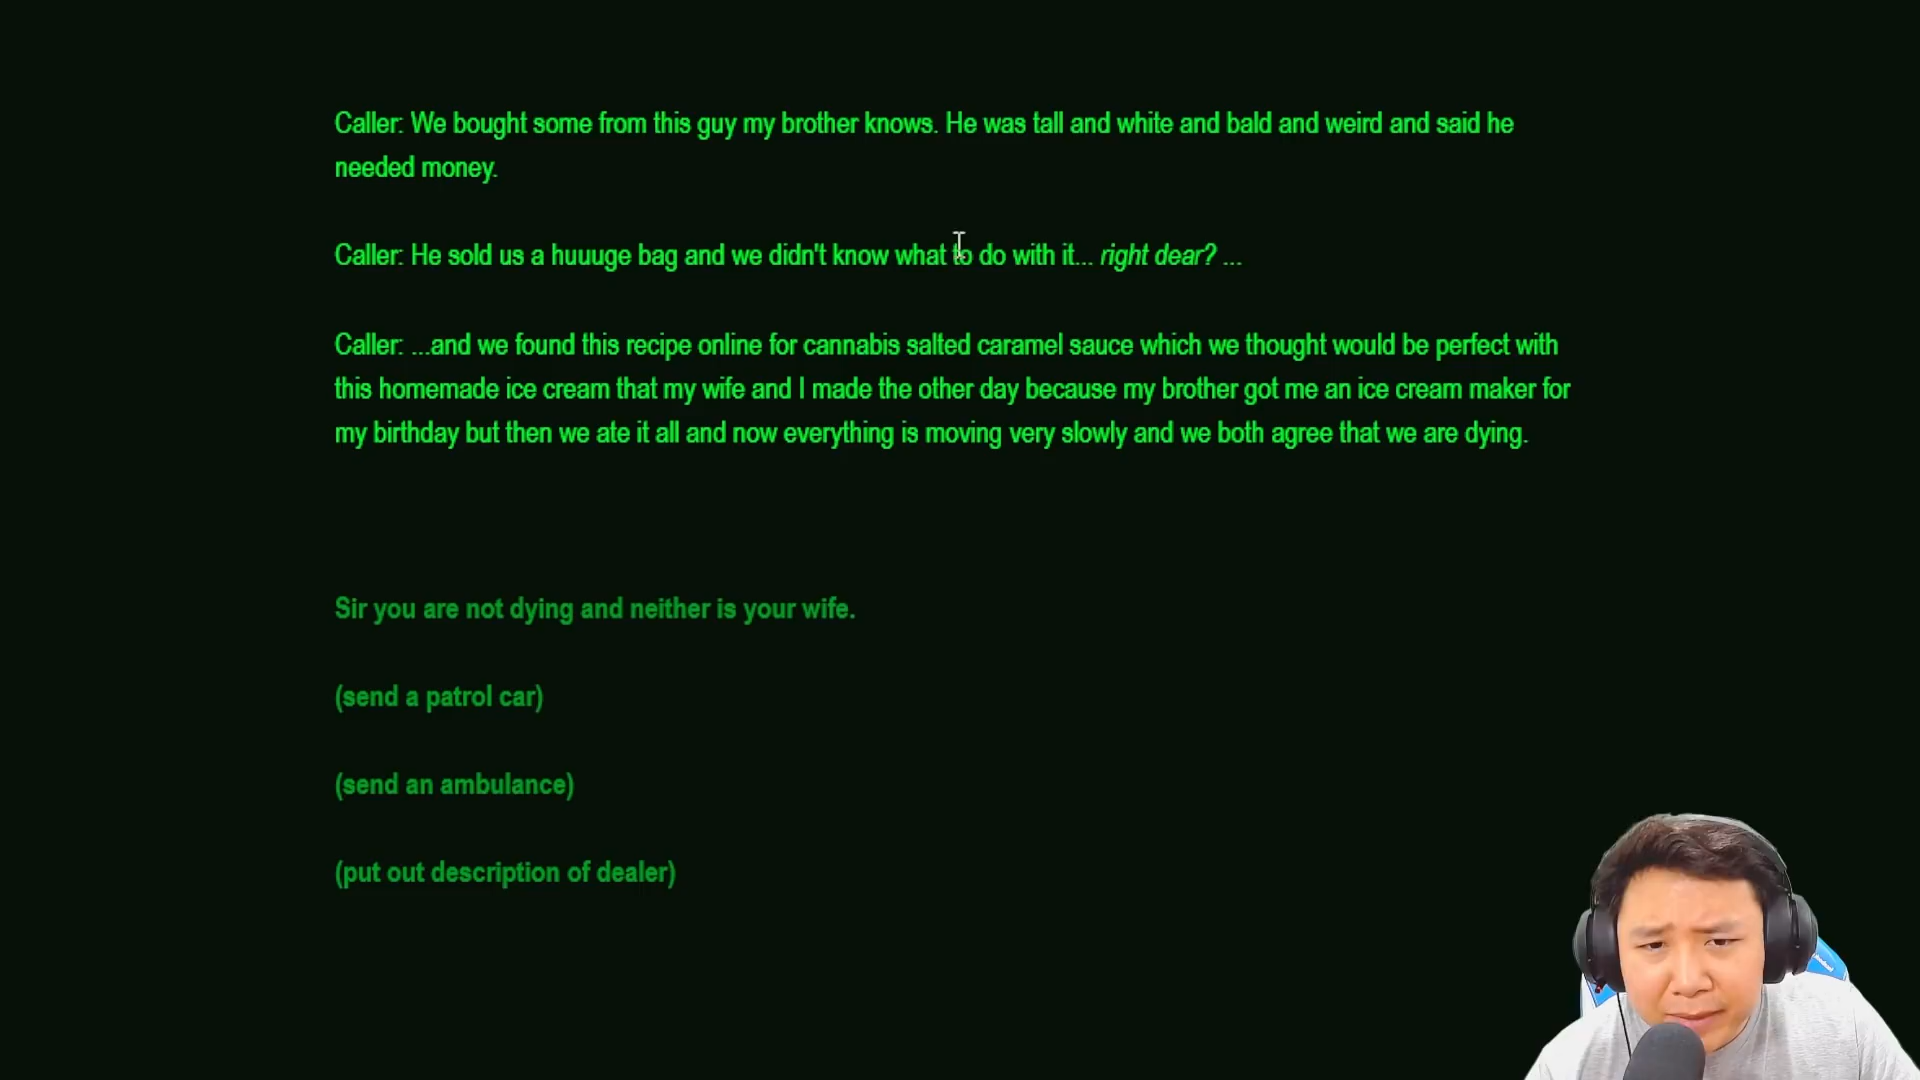 Caller: We bought some from this guy my brother knows. He was tall and white and bald and weird and said he
needed money.
Caller: He sold us a huuuge bag and we didn't know what to do with it... right dear? ...
Caller: ...and we found this recipe online for cannabis salted caramel sauce which we thought would be perfect with
this homemade ice cream that my wife and I made the other day because my brother got me an ice cream maker for
my birthday but then we ate it all and now everything is moving very slowly and we both agree that we are dying.
Sir you are not dying and neither is your wife.
(send a patrol car)
(send an ambulance)
(put out description of dealer)